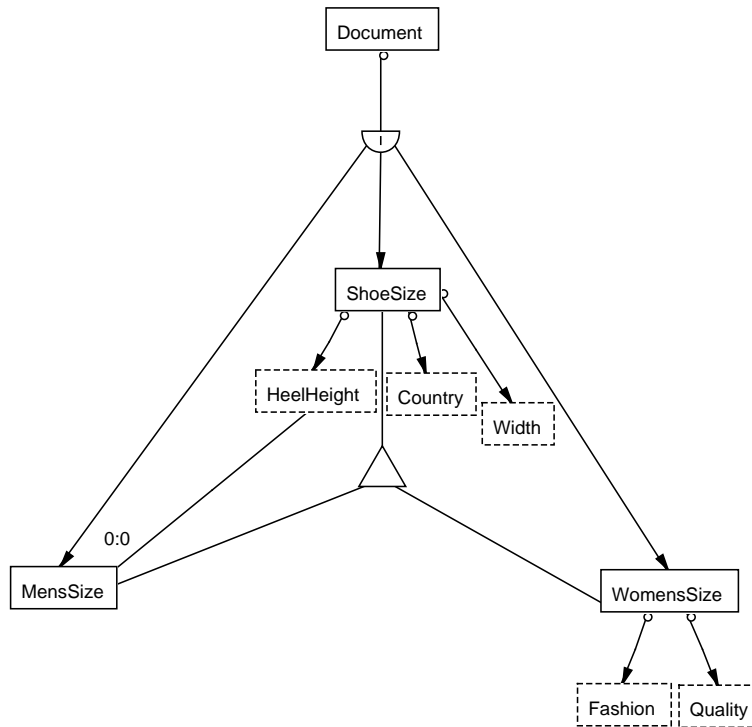 Document
I
ShoeSize
HeelHeight
Country
Width
0:0
MensSize
WomensSize
Fashion
Quality